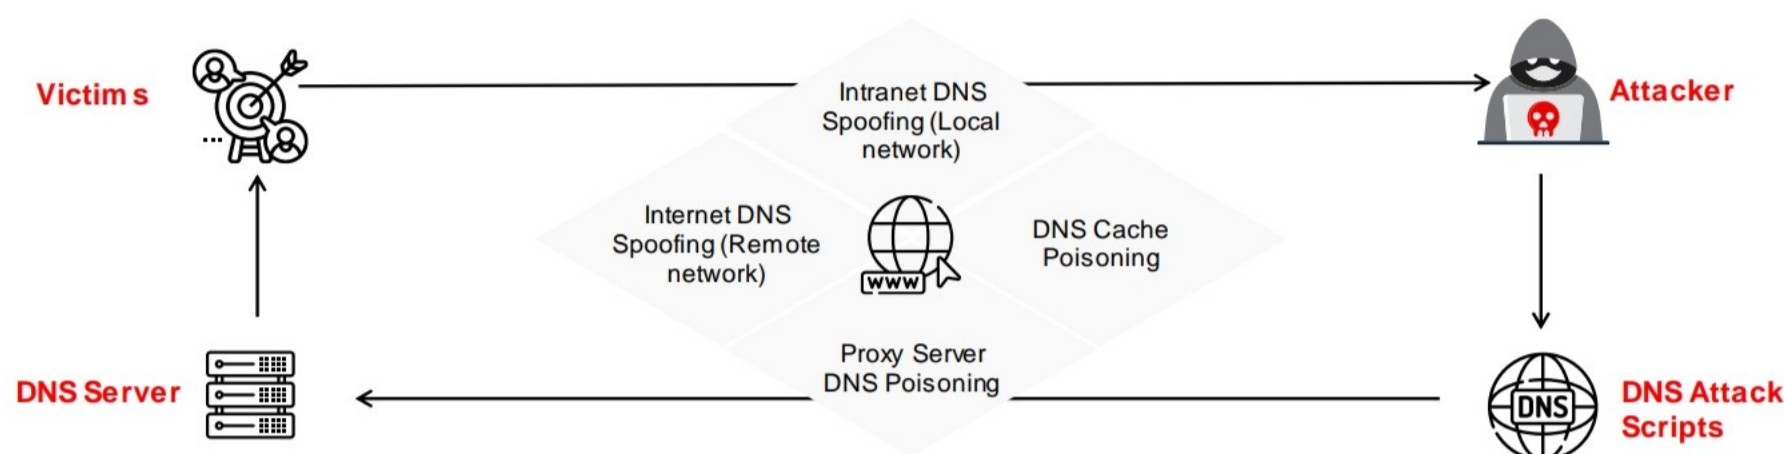 Victims
Intranet DNS
Spoofing (Local
network)
Attacker
Internet DNS
Spoofing (Remote
network)
WWW
DNS Cache
Poisoning
DNS Server
Proxy Server
DNS Poisoning
DNS
DNS Attack
Scripts